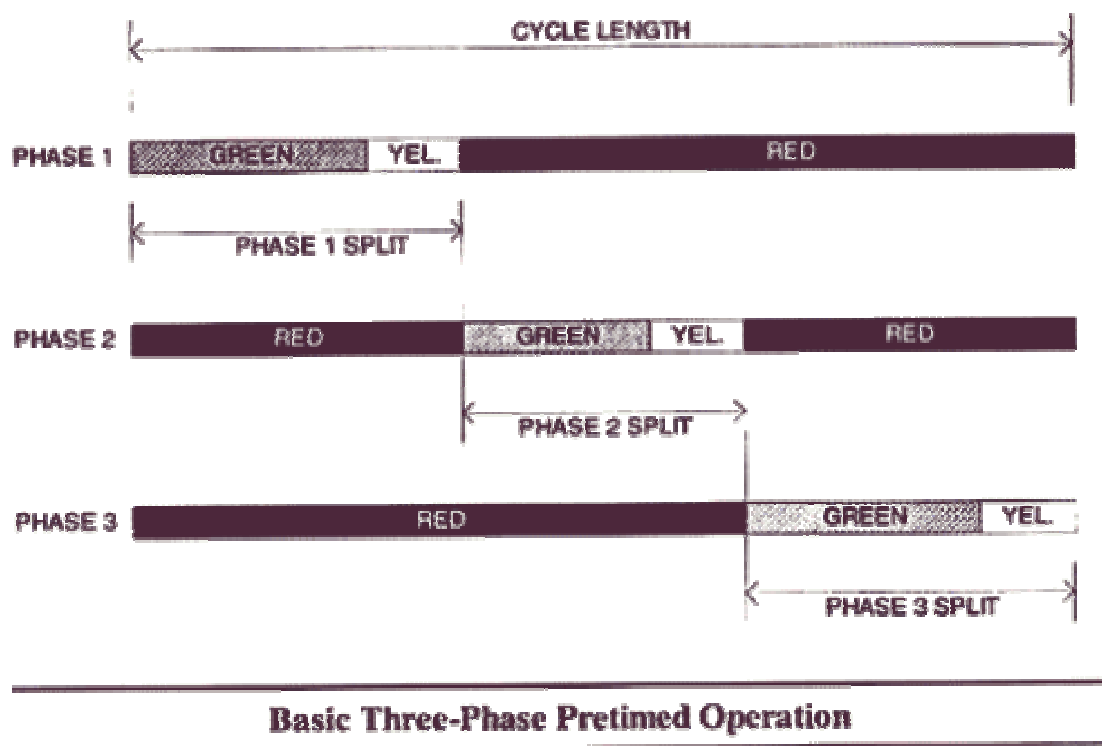 CYCLE LENGTH
PHASE 1 GREEN YEL. RED
PHASE 1 SPLIT
PHASE 2 RED GREEN YEL. RED
PHASE 2 SPLIT
PHASE 3 RED GREEN YEL.
PHASE 3 SPLIT
Basic Three-Phase Pretimed Operation